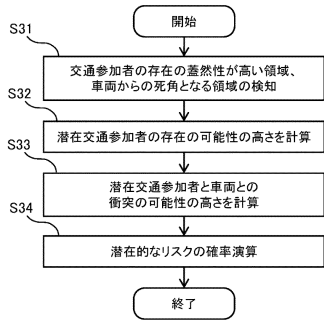 開始
S31
交通参加者の存在の蓋然性が高い領域、
車両からの死角となる領域の検知
S32
潜在交通参加者の存在の可能性の高さを計算
S33
潜在交通参加者と車両との
衝突の可能性の高さを計算
S34
潜在的なリスクの確率演算
終了